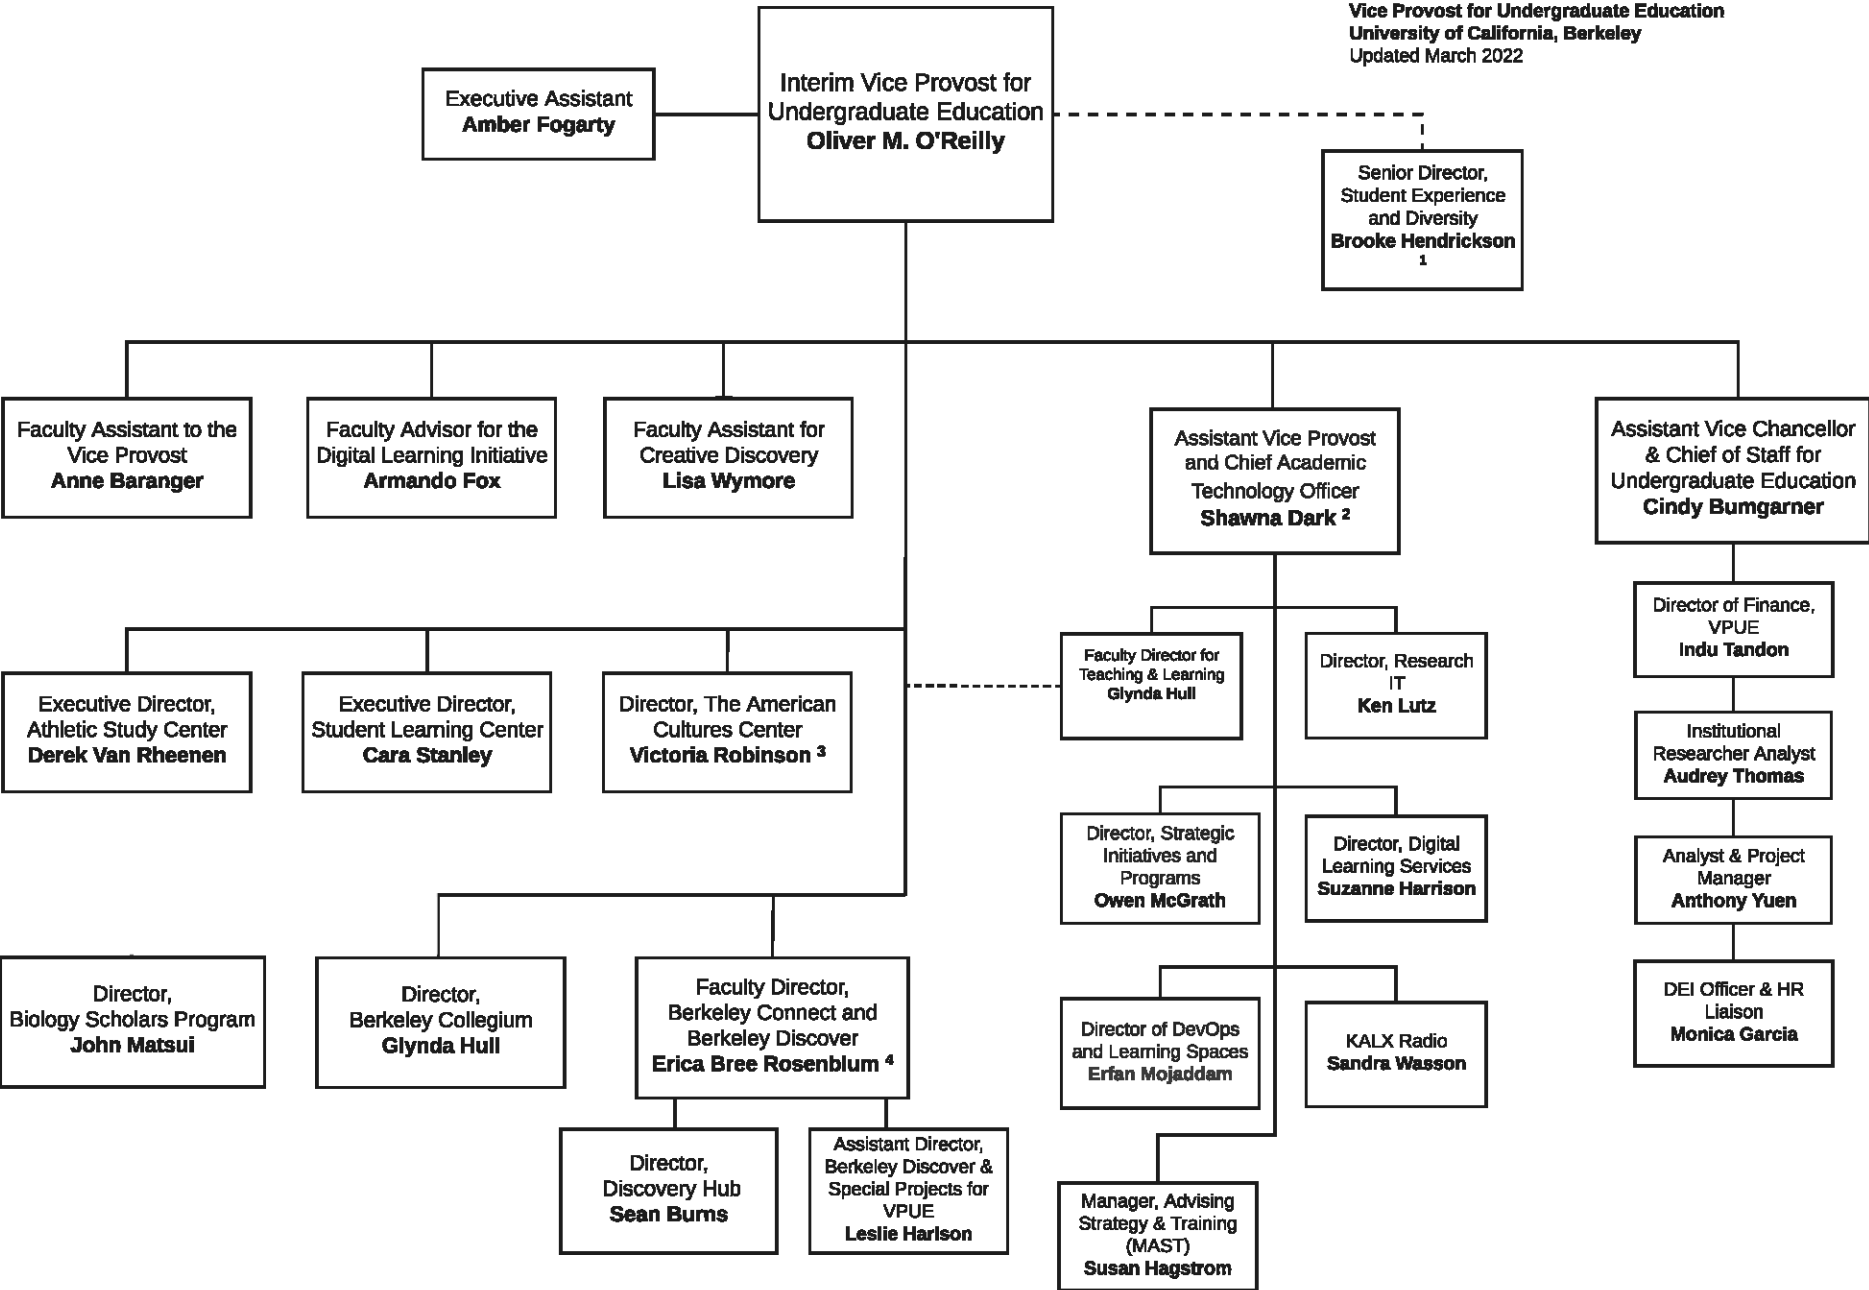 Vice Provost for Undergraduate Education
University of California, Berkeley
Updated March 2022
Interim Vice Provost for
Undergraduate Education
Oliver M. O'Reilly
Executive Assistant
Amber Fogarty
Senior Director,
Student Experience
and Diversity
Brooke Hendrickson
1
Faculty Assistant to the
Vice Provost
Anne Baranger
Faculty Advisor for the
Digital Learning Initiative
Armando Fox
Faculty Assistant for
Creative Discovery
Lisa Wymore
Assistant Vice Provost
and Chief Academic
Technology Officer
Shawna Dark 2
Assistant Vice Chancellor
& Chief of Staff for
Undergraduate Education
Cindy Bumgarner
Executive Director,
Athletic Study Center
Derek Van Rheenen
Executive Director,
Student Learning Center
Cara Stanley
Director, The American
Cultures Center
Victoria Robinson 3
Faculty Director for
Teaching & Learning
Glynda Hull
Director, Research
IT
Ken Lutz
Director of Finance,
VPUE
Indu Tandon
Institutional
Researcher Analyst
Audrey Thomas
Director, Strategic
Initiatives and
Programs
Owen McGrath
Director, Digital
Learning Services
Suzanne Harrison
Analyst & Project
Manager
Anthony Yuen
Director,
Biology Scholars Program
John Matsui
Director,
Berkeley Collegium
Glynda Hull
Faculty Director,
Berkeley Connect and
Berkeley Discover
Erica Bree Rosenblum 4
Director of DevOps
and Learning Spaces
Erfan Mojaddam
KALX Radio
Sandra Wasson
DEI Officer & HR
Liaison
Monica Garcia
Director,
Discovery Hub
Sean Burns
Assistant Director,
Berkeley Discover &
Special Projects for
VPUE
Leslie Harlson
Manager, Advising
Strategy & Training
(MAST)
Susan Hagstrom